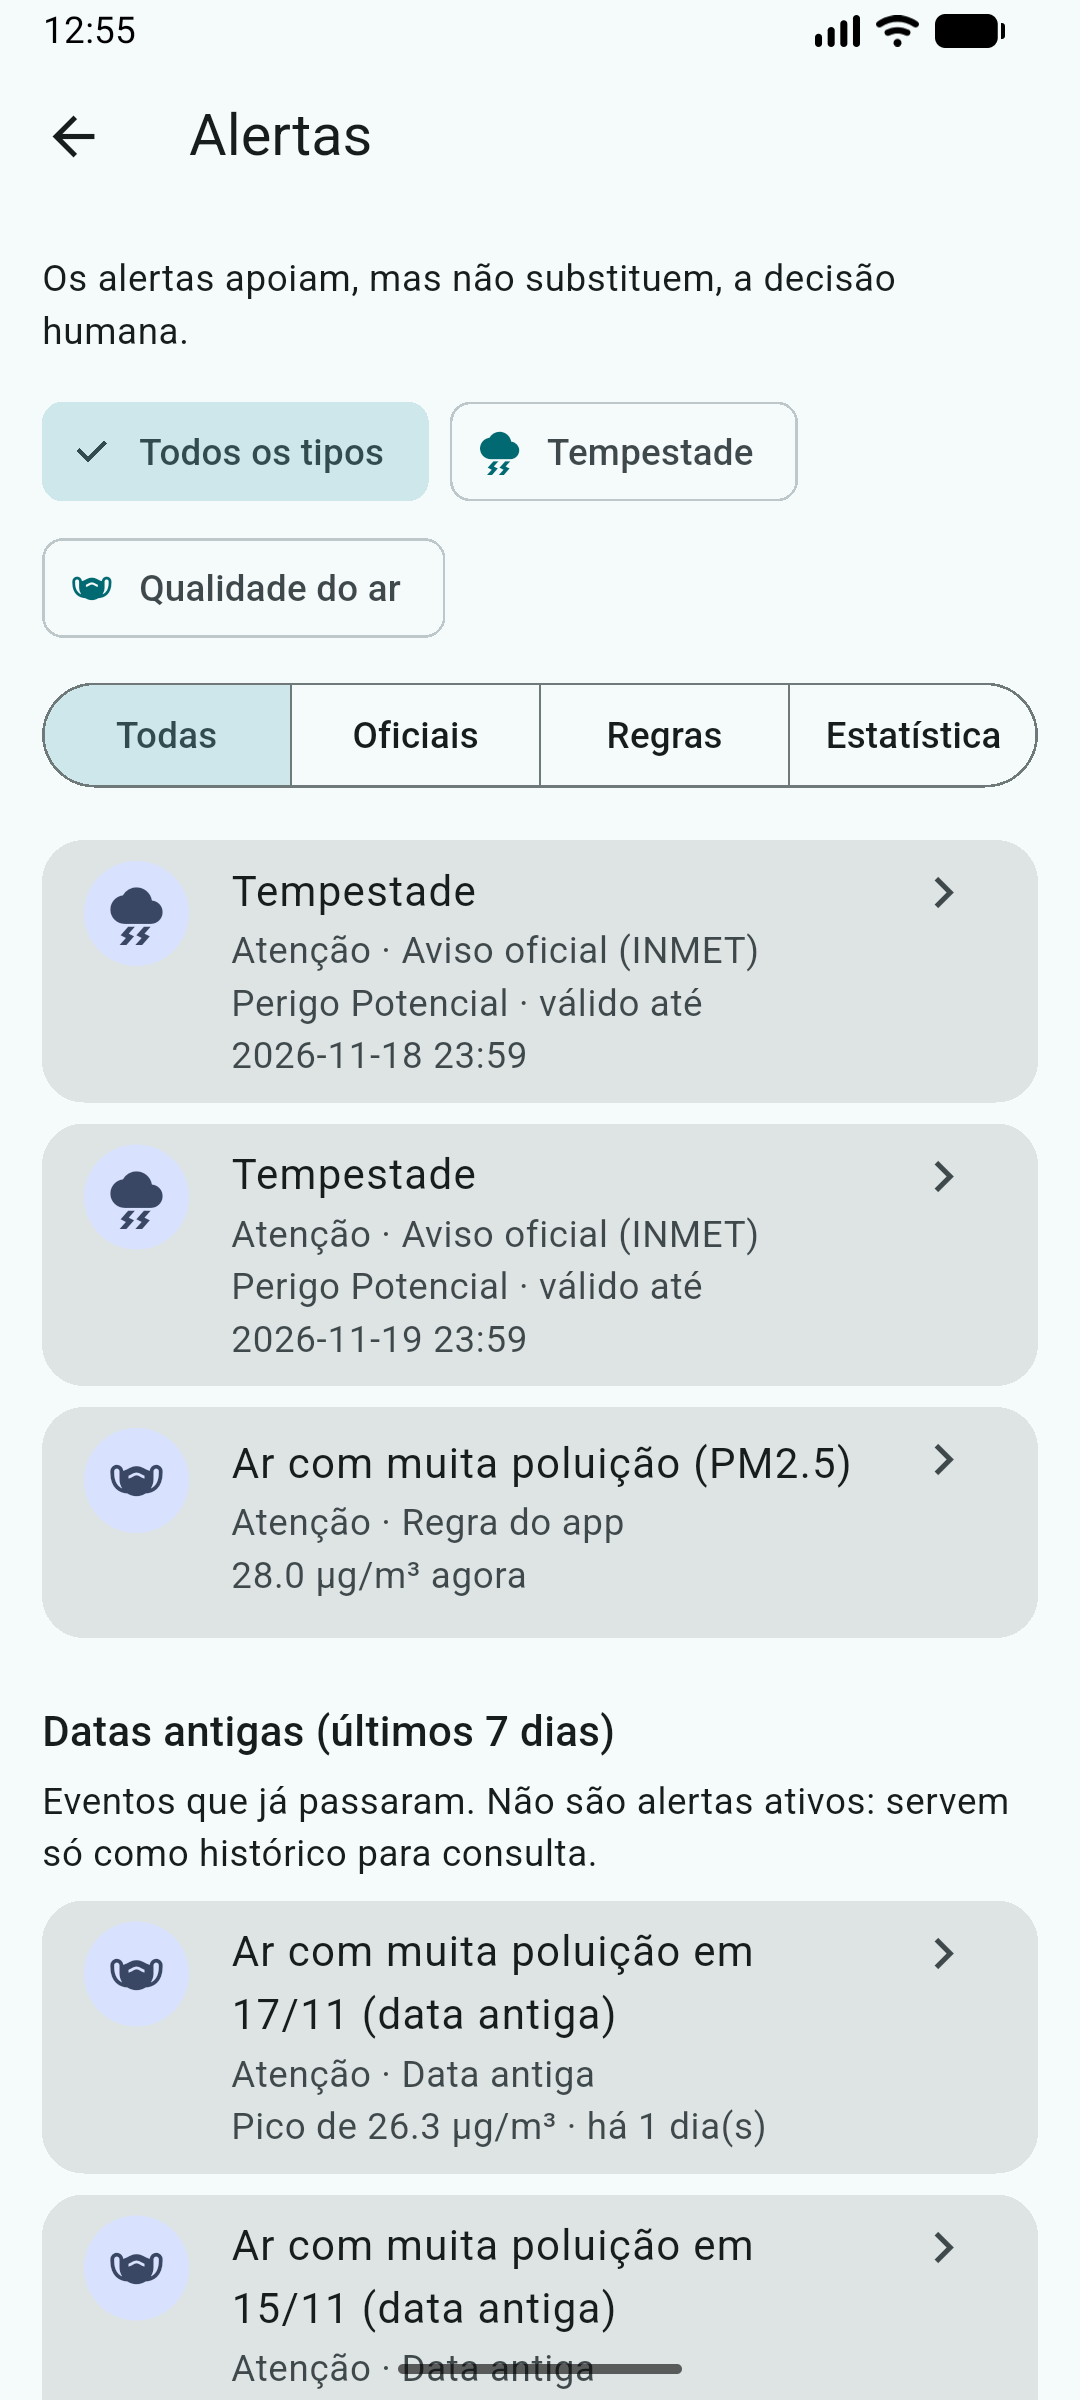 12:55
Alertas
Os alertas apoiam, mas não substituem, a decisão
humana.
Todos os tipos
Tempestade
Qualidade do ar
Todas
Oficiais
Regras
Estatística
Tempestade
Atenção · Aviso oficial (INMET)
Perigo Potencial · válido até
2026-11-18 23:59
Tempestade
Atenção · Aviso oficial (INMET)
Perigo Potencial · válido até
2026-11-19 23:59
Ar com muita poluição (PM2.5)
Atenção · Regra do app
28.0 µg/m³ agora
Datas antigas (últimos 7 dias)
Eventos que já passaram. Não são alertas ativos: servem
só como histórico para consulta.
Ar com muita poluição em
17/11 (data antiga)
Atenção · Data antiga
Pico de 26.3 µg/m³ · há 1 dia(s)
Ar com muita poluição em
15/11 (data antiga)
Atenção · Data antiga